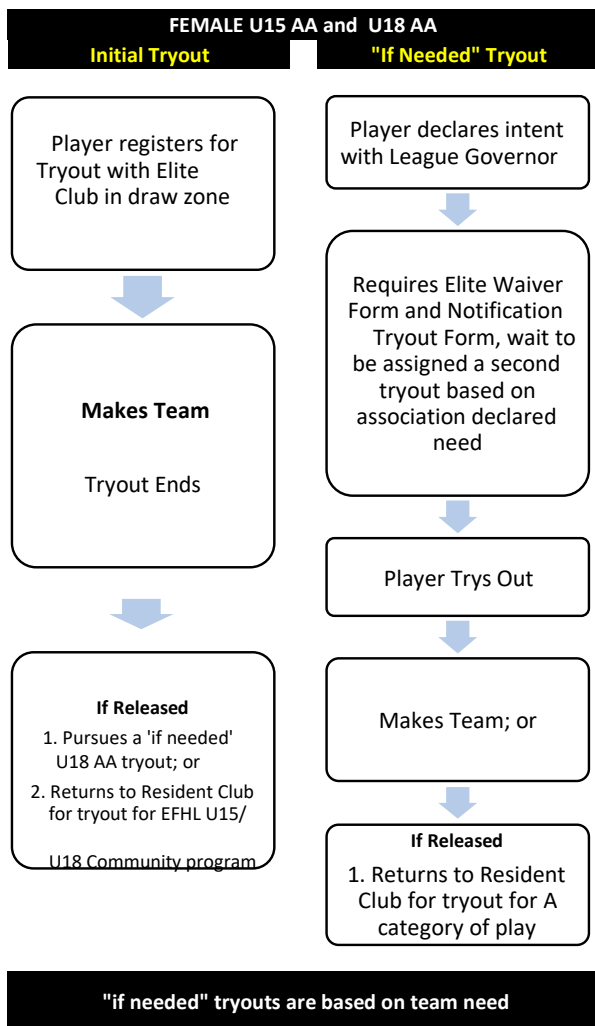 FEMALE U15 AA and U18 AA
Initial Tryout
Player registers for
Tryout with Elite
Club in draw zone
Makes Team
Tryout Ends
If Released
1. Pursues a 'if needed'
U18 AA tryout; or
2. Returns to Resident Club
for tryout for EFHL U15/
U18 Community program
"If Needed" Tryout
Player declares intent
with League Governor
Requires Elite Waiver
Form and Notification
Tryout Form, wait to
be assigned a second
tryout based on
association declared
need
Player Trys Out
Makes Team; or
If Released
1. Returns to Resident
Club for tryout for A
category of play
"if needed" tryouts are based on team need